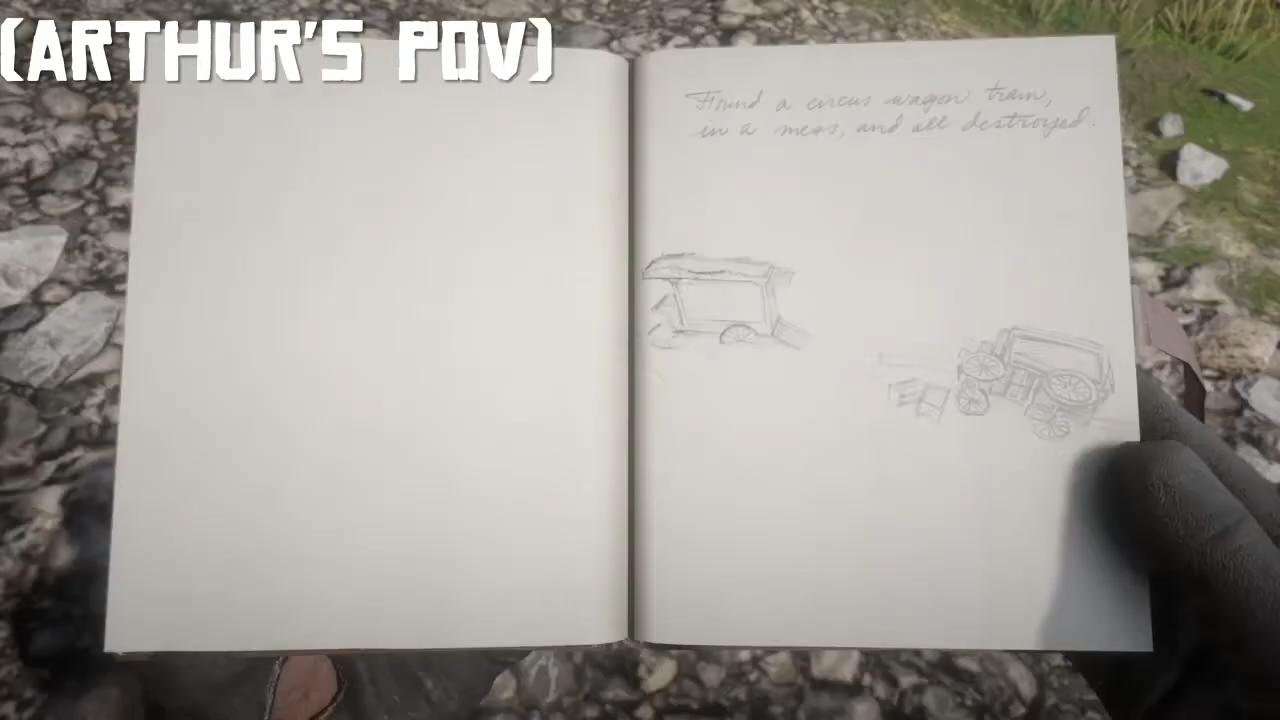 (ARTHUR'S POV)
Found a circus wagon train,
in a mess, and all destroyed.